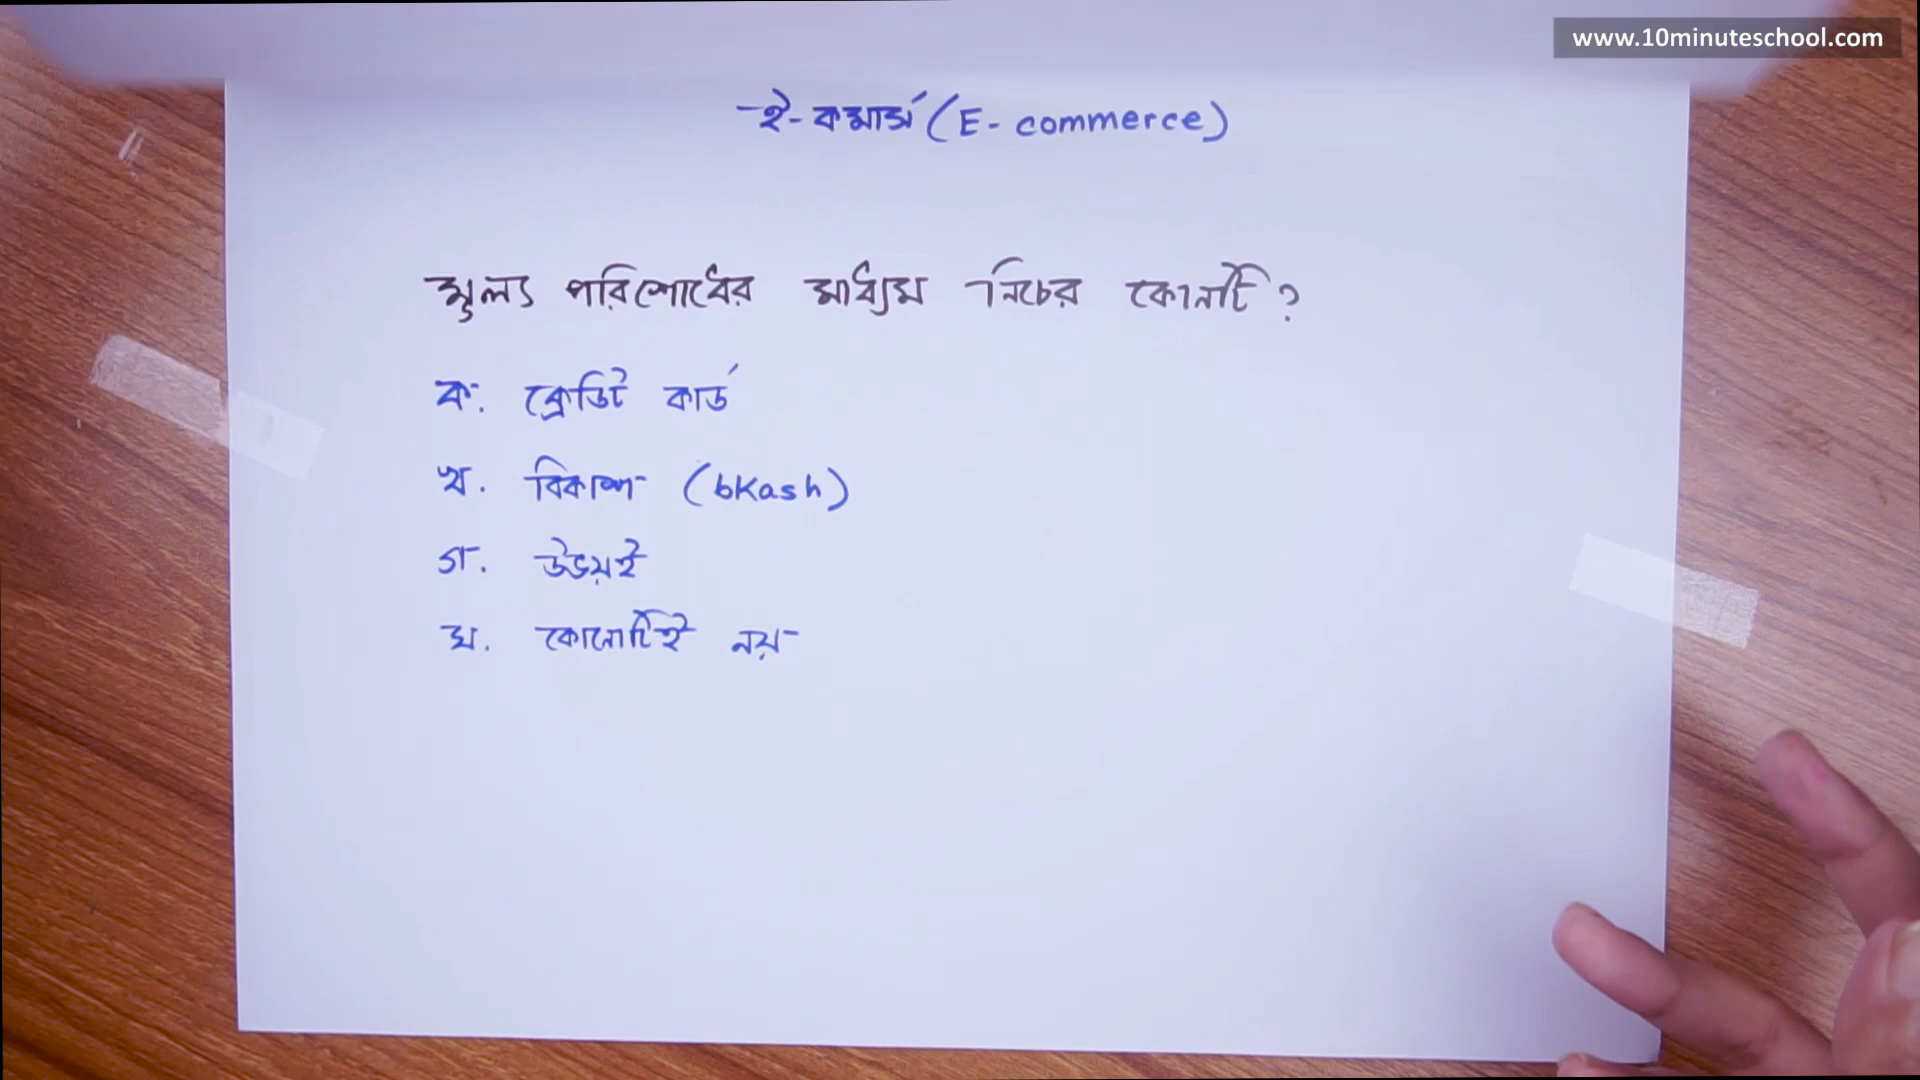 www.10minuteschool.com
ই-কমার্স (E-commerce)
মূল্য পরিশোধের মাধ্যম নিচের কোনটি?
ক. ক্রেডিট কার্ড
খ. বিকাশ (bKash)
গ. উভয়ই
ঘ. কোনোটিই নয়